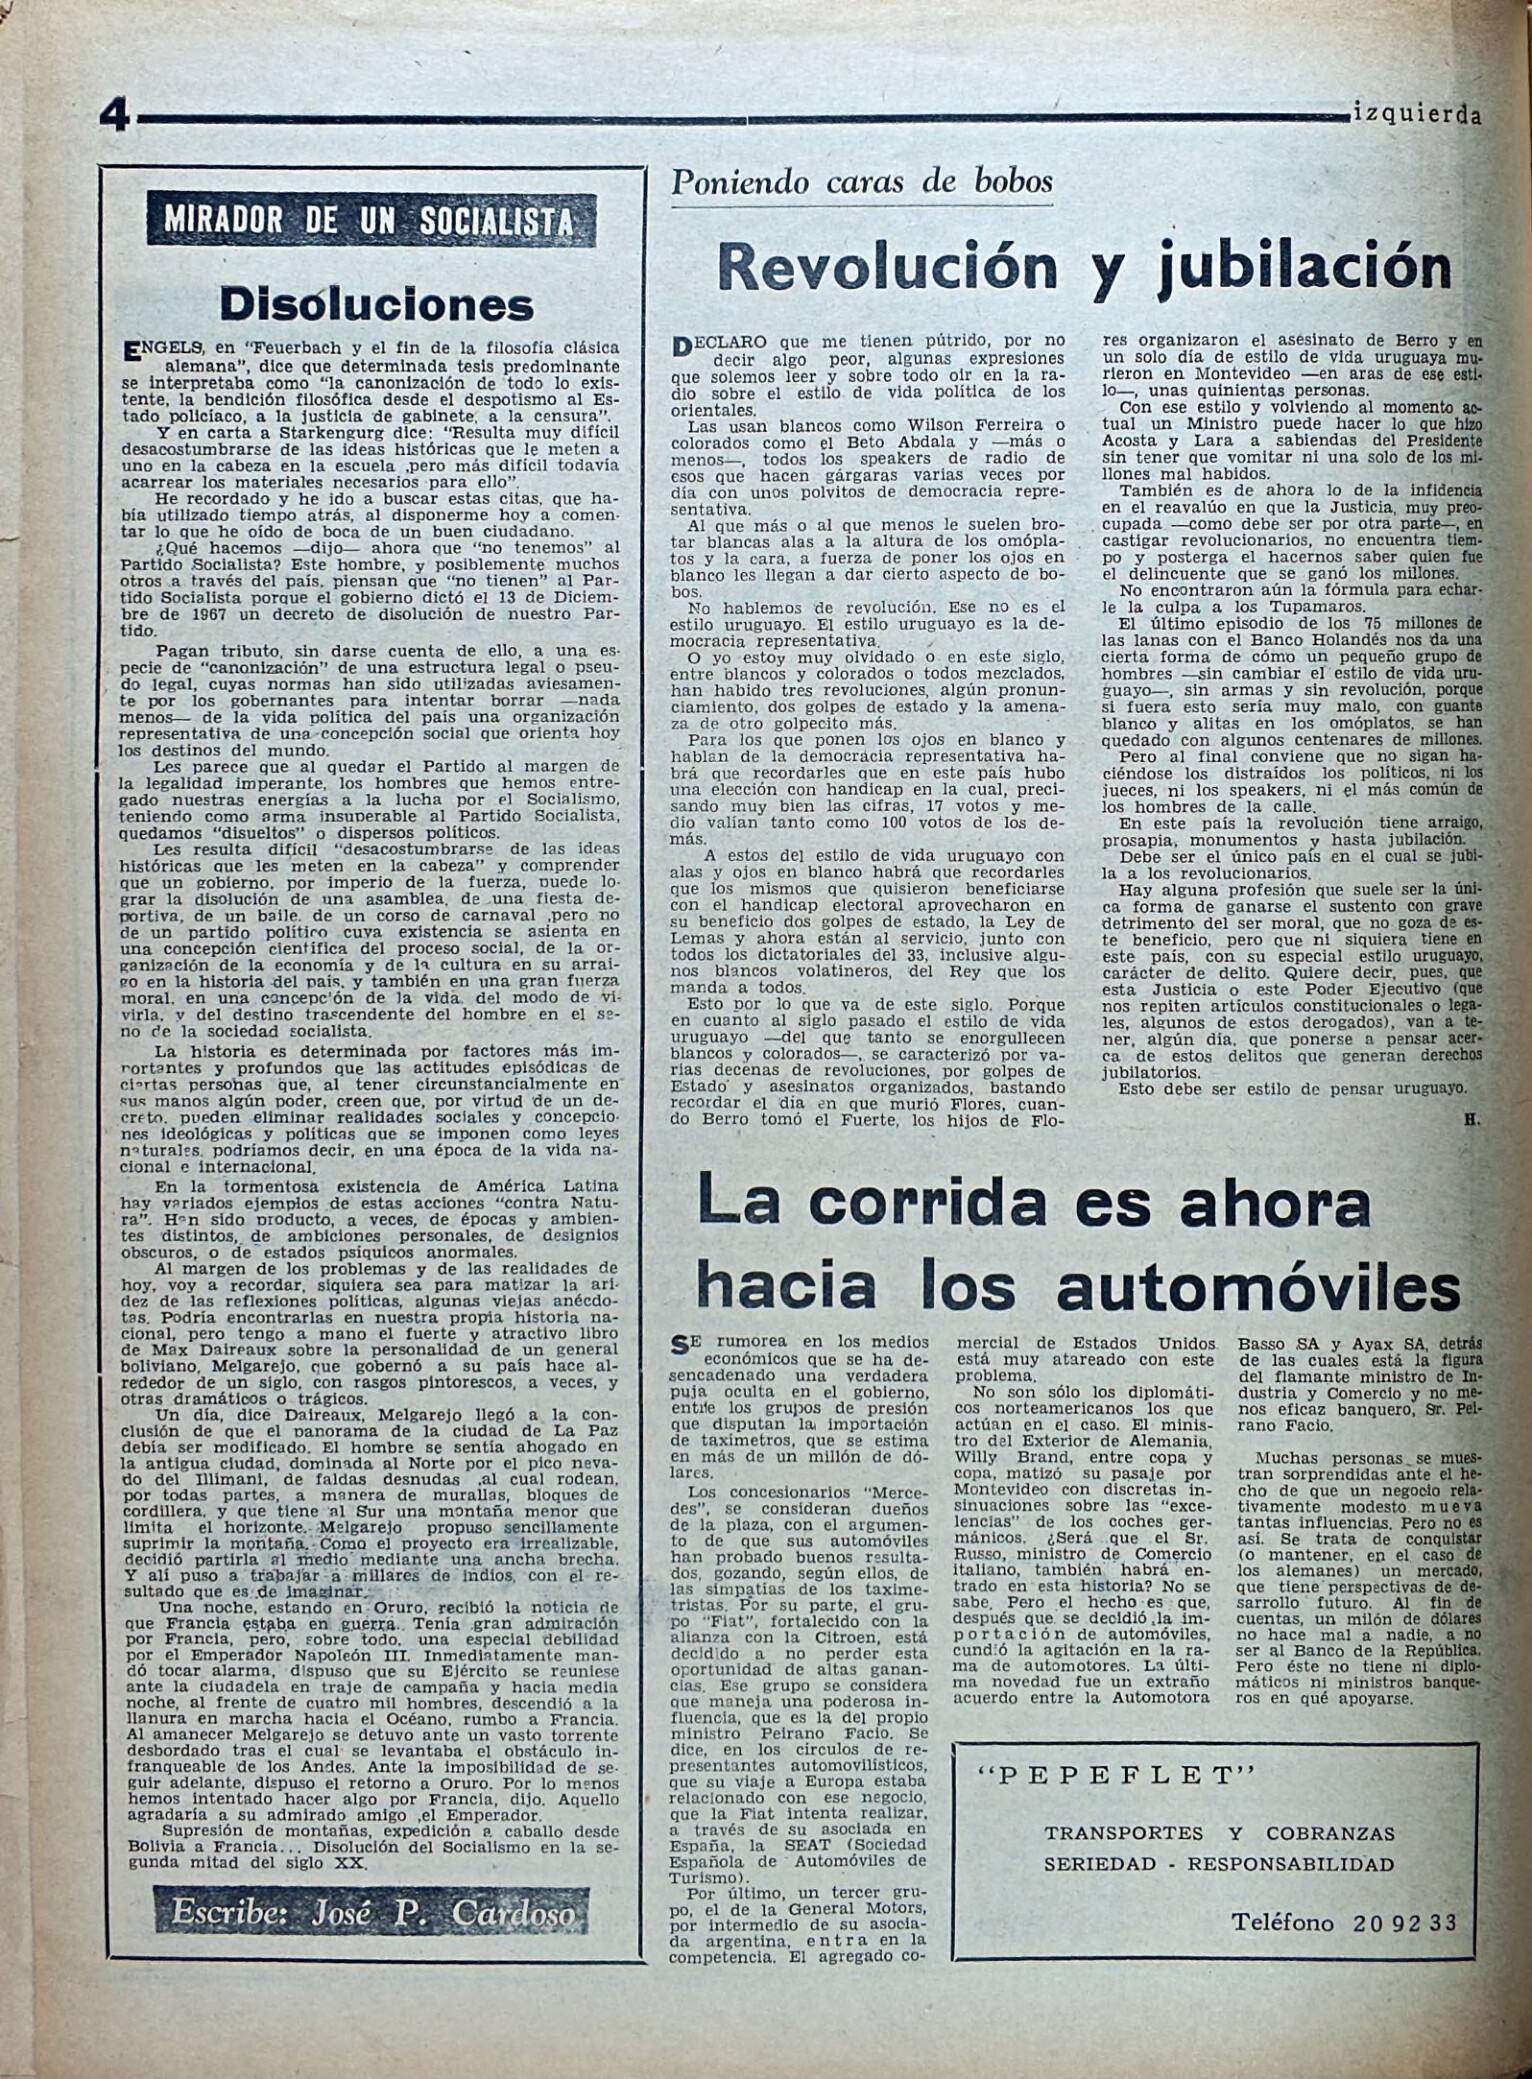 4
izquierda
MIRADOR DE UN SOCIALISTA
Disoluciones
ENGELS, en "Feuerbach y el fin de la filosofía clásica
alemana", dice que determinada tesis predominante
se interpretaba como "la canonización de todo lo exis-
tente, la bendición filosófica desde el despotismo al Es-
tado policíaco, a la justicia de gabinete, a la censura".
Y en carta a Starkengurg dice: "Resulta muy difícil
desacostumbrarse de las ideas históricas que le meten a
uno en la cabeza en la escuela ,pero más difícil todavía
acarrear los materiales necesarios para ello".
He recordado y he ido a buscar estas citas, que ha-
bía utilizado tiempo atrás, al disponerme hoy a comen-
tar lo que he oído de boca de un buen ciudadano.
¿Qué hacemos —dijo— ahora que "no tenemos" al
Partido Socialista? Este hombre, y posiblemente muchos
otros a través del país, piensan que "no tienen" al Par-
tido Socialista porque el gobierno dictó el 13 de Diciem-
bre de 1967 un decreto de disolución de nuestro Par-
tido.
Pagan tributo, sin darse cuenta de ello, a una es-
pecie de "canonización" de una estructura legal o pseu-
do legal, cuyas normas han sido utilizadas aviesamen-
te por los gobernantes para intentar borrar —nada
menos— de la vida política del país una organización
representativa de una concepción social que orienta hoy
los destinos del mundo.
Les parece que al quedar el Partido al margen de
la legalidad imperante, los hombres que hemos entre-
gado nuestras energías a la lucha por el Socialismo,
teniendo como arma insuperable al Partido Socialista,
quedamos "disueltos" o dispersos políticos.
Les resulta difícil "desacostumbrarse de las ideas
históricas que les meten en la cabeza" y comprender
que un gobierno, por imperio de la fuerza, puede lo-
grar la disolución de una asamblea, de una fiesta de-
portiva, de un baile, de un corso de carnaval ,pero no
de un partido político cuya existencia se asienta en
una concepción científica del proceso social, de la or-
ganización de la economía y de la cultura en su arrai-
go en la historia del país, y también en una gran fuerza
moral, en una concepción de la vida, del modo de vi-
virla, y del destino trascendente del hombre en el se-
no de la sociedad socialista.
La historia es determinada por factores más im-
portantes y profundos que las actitudes episódicas de
ciertas personas que, al tener circunstancialmente en
sus manos algún poder, creen que, por virtud de un de-
creto, pueden eliminar realidades sociales y concepcio-
nes ideológicas y políticas que se imponen como leyes
naturales, podríamos decir, en una época de la vida na-
cional e internacional.
En la tormentosa existencia de América Latina
hay variados ejemplos de estas acciones "contra Natu-
ra". Han sido producto, a veces, de épocas y ambien-
tes distintos, de ambiciones personales, de designios
obscuros, o de estados psíquicos anormales.
Al margen de los problemas y de las realidades de
hoy, voy a recordar, siquiera sea para matizar la ari-
dez de las reflexiones políticas, algunas viejas anécdo-
tas. Podría encontrarlas en nuestra propia historia na-
cional, pero tengo a mano el fuerte y atractivo libro
de Max Daireaux sobre la personalidad de un general
boliviano, Melgarejo, que gobernó a su país hace al-
rededor de un siglo, con rasgos pintorescos, a veces, y
otras dramáticos o trágicos.
Un día, dice Daireaux, Melgarejo llegó a la con-
clusión de que el panorama de la ciudad de La Paz
debía ser modificado. El hombre se sentía ahogado en
la antigua ciudad, dominada al Norte por el pico neva-
do del Illimani, de faldas desnudas ,al cual rodean,
por todas partes, a manera de murallas, bloques de
cordillera, y que tiene al Sur una montaña menor que
limita el horizonte. Melgarejo propuso sencillamente
suprimir la montaña. Como el proyecto era irrealizable,
decidió partirla al medio mediante una ancha brecha.
Y allí puso a trabajar a millares de indios, con el re-
sultado que es de imaginar.
Una noche, estando en Oruro, recibió la noticia de
que Francia estaba en guerra. Tenía gran admiración
por Francia, pero, sobre todo, una especial debilidad
por el Emperador Napoleón III. Inmediatamente man-
dó tocar alarma, dispuso que su Ejército se reuniese
ante la ciudadela en traje de campaña y hacia media
noche, al frente de cuatro mil hombres, descendió a la
llanura en marcha hacia el Océano, rumbo a Francia.
Al amanecer Melgarejo se detuvo ante un vasto torrente
desbordado tras el cual se levantaba el obstáculo in-
franqueable de los Andes. Ante la imposibilidad de se-
guir adelante, dispuso el retorno a Oruro. Por lo menos
hemos intentado hacer algo por Francia, dijo. Aquello
agradaría a su admirado amigo ,el Emperador.
Supresión de montañas, expedición a caballo desde
Bolivia a Francia... Disolución del Socialismo en la se-
gunda mitad del siglo XX.
Escribe: José P. Cardoso
Poniendo caras de bobos
Revolución y jubilación
DECLARO que me tienen pútrido, por no
decir algo peor, algunas expresiones
que solemos leer y sobre todo oir en la ra-
dio sobre el estilo de vida política de los
orientales.
Las usan blancos como Wilson Ferreira o
colorados como el Beto Abdala y —más o
menos—, todos los speakers de radio de
esos que hacen gárgaras varias veces por
día con unos polvitos de democracia repre-
sentativa.
Al que más o al que menos le suelen bro-
tar blancas alas a la altura de los omópla-
tos y la cara, a fuerza de poner los ojos en
blanco les llegan a dar cierto aspecto de bo-
bos.
No hablemos de revolución. Ese no es el
estilo uruguayo. El estilo uruguayo es la de-
mocracia representativa.
O yo estoy muy olvidado o en este siglo,
entre blancos y colorados o todos mezclados,
han habido tres revoluciones, algún pronun-
ciamiento, dos golpes de estado y la amena-
za de otro golpecito más.
Para los que ponen los ojos en blanco y
hablan de la democracia representativa ha-
brá que recordarles que en este país hubo
una elección con handicap en la cual, preci-
sando muy bien las cifras, 17 votos y me-
dio valían tanto como 100 votos de los de-
más.
A estos del estilo de vida uruguayo con
alas y ojos en blanco habrá que recordarles
que los mismos que quisieron beneficiarse
con el handicap electoral aprovecharon en
su beneficio dos golpes de estado, la Ley de
Lemas y ahora están al servicio, junto con
todos los dictatoriales del 33, inclusive algu-
nos blancos volatineros, del Rey que los
manda a todos.
Esto por lo que va de este siglo. Porque
en cuanto al siglo pasado el estilo de vida
uruguayo —del que tanto se enorgullecen
blancos y colorados—, se caracterizó por va-
rias decenas de revoluciones, por golpes de
Estado y asesinatos organizados, bastando
recordar el día en que murió Flores, cuan-
do Berro tomó el Fuerte, los hijos de Flo-
res organizaron el asesinato de Berro y en
un solo día de estilo de vida uruguaya mu-
rieron en Montevideo —en aras de ese esti-
lo—, unas quinientas personas.
Con ese estilo y volviendo al momento ac-
tual un Ministro puede hacer lo que hizo
Acosta y Lara a sabiendas del Presidente
sin tener que vomitar ni una solo de los mi-
llones mal habidos.
También es de ahora lo de la infidencia
en el reavalúo en que la Justicia, muy preo-
cupada —como debe ser por otra parte—, en
castigar revolucionarios, no encuentra tiem-
po y posterga el hacernos saber quien fue
el delincuente que se ganó los millones.
No encontraron aún la fórmula para echar-
le la culpa a los Tupamaros.
El último episodio de los 75 millones de
las lanas con el Banco Holandés nos da una
cierta forma de cómo un pequeño grupo de
hombres —sin cambiar el estilo de vida uru-
guayo—, sin armas y sin revolución, porque
si fuera esto sería muy malo, con guante
blanco y alitas en los omóplatos, se han
quedado con algunos centenares de millones.
Pero al final conviene que no sigan ha-
ciéndose los distraídos los políticos, ni los
jueces, ni los speakers, ni el más común de
los hombres de la calle.
En este país la revolución tiene arraigo,
prosapia, monumentos y hasta jubilación.
Debe ser el único país en el cual se jubi-
la a los revolucionarios.
Hay alguna profesión que suele ser la úni-
ca forma de ganarse el sustento con grave
detrimento del ser moral, que no goza de es-
te beneficio, pero que ni siquiera tiene en
este país, con su especial estilo uruguayo,
carácter de delito. Quiere decir, pues, que
esta Justicia o este Poder Ejecutivo (que
nos repiten artículos constitucionales o lega-
les, algunos de estos derogados), van a te-
ner, algún día, que ponerse a pensar acer-
ca de estos delitos que generan derechos
jubilatorios.
Esto debe ser estilo de pensar uruguayo.
H.
La corrida es ahora
hacia los automóviles
SE rumorea en los medios
económicos que se ha de-
sencadenado una verdadera
puja oculta en el gobierno,
entre los grupos de presión
que disputan la importación
de taxímetros, que se estima
en más de un millón de dó-
lares.
Los concesionarios "Merce-
des", se consideran dueños
de la plaza, con el argumen-
to de que sus automóviles
han probado buenos resulta-
dos, gozando, según ellos, de
las simpatías de los taxime-
tristas. Por su parte, el gru-
po "Fiat", fortalecido con la
alianza con la Citroen, está
decidido a no perder esta
oportunidad de altas ganan-
cias. Ese grupo se considera
que maneja una poderosa in-
fluencia, que es la del propio
ministro Peirano Facio. Se
dice, en los círculos de re-
presentantes automovilísticos,
que su viaje a Europa estaba
relacionado con ese negocio,
que la Fiat intenta realizar,
a través de su asociada en
España, la SEAT (Sociedad
Española de Automóviles de
Turismo).
Por último, un tercer gru-
po, el de la General Motors,
por intermedio de su asocia-
da argentina, entra en la
competencia. El agregado co-
mercial de Estados Unidos
está muy atareado con este
problema.
No son sólo los diplomáti-
cos norteamericanos los que
actúan en el caso. El minis-
tro del Exterior de Alemania,
Willy Brand, entre copa y
copa, matizó su pasaje por
Montevideo con discretas in-
sinuaciones sobre las "exce-
lencias" de los coches ger-
mánicos. ¿Será que el Sr.
Russo, ministro de Comercio
italiano, también habrá en-
trado en esta historia? No se
sabe. Pero el hecho es que,
después que se decidió la im-
portación de automóviles,
cundió la agitación en la ra-
ma de automotores. La últi-
ma novedad fue un extraño
acuerdo entre la Automotora
Basso SA y Ayax SA, detrás
de las cuales está la figura
del flamante ministro de In-
dustria y Comercio y no me-
nos eficaz banquero, Sr. Pei-
rano Facio.
Muchas personas se mues-
tran sorprendidas ante el he-
cho de que un negocio rela-
tivamente modesto mueva
tantas influencias. Pero no es
así. Se trata de conquistar
(o mantener, en el caso de
los alemanes) un mercado,
que tiene perspectivas de de-
sarrollo futuro. Al fin de
cuentas, un milón de dólares
no hace mal a nadie, a no
ser al Banco de la República.
Pero éste no tiene ni diplo-
máticos ni ministros banque-
ros en qué apoyarse.
"PEPEFLET"
TRANSPORTES Y COBRANZAS
SERIEDAD - RESPONSABILIDAD
Teléfono 20 92 33